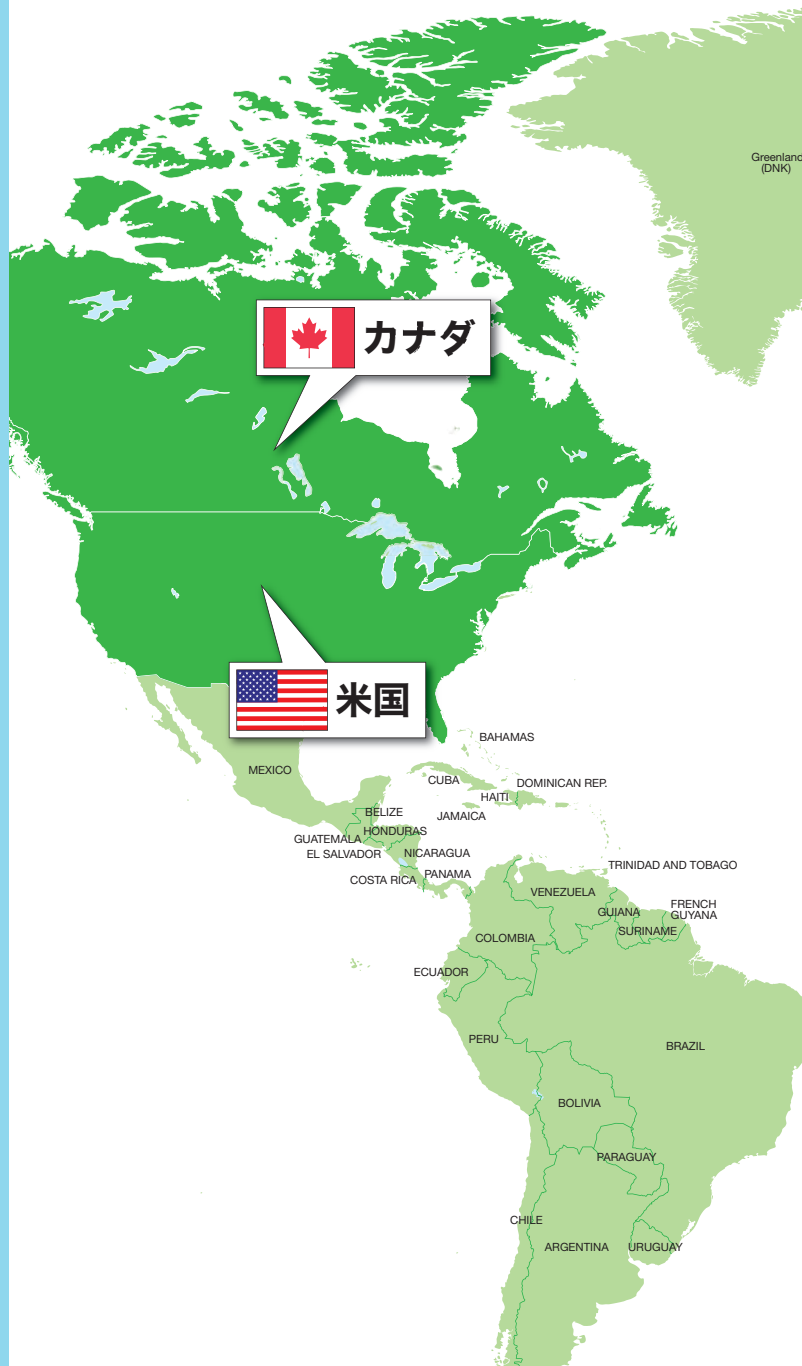 Greenland
(DNK)
カナダ
米国
BAHAMAS
MEXICO
CUBA
DOMINICAN REP.
HAITI
BELIZE
JAMAICA
HONDURAS
GUATEMALA
EL SALVADOR
NICARAGUA
TRINIDAD AND TOBAGO
PANAMA
COSTA RICA
VENEZUELA
FRENCH
GUYANA
GUIANA
SURINAME
COLOMBIA
ECUADOR
PERU
BRAZIL
BOLIVIA
PARAGUAY
CHILE
ARGENTINA
URUGUAY